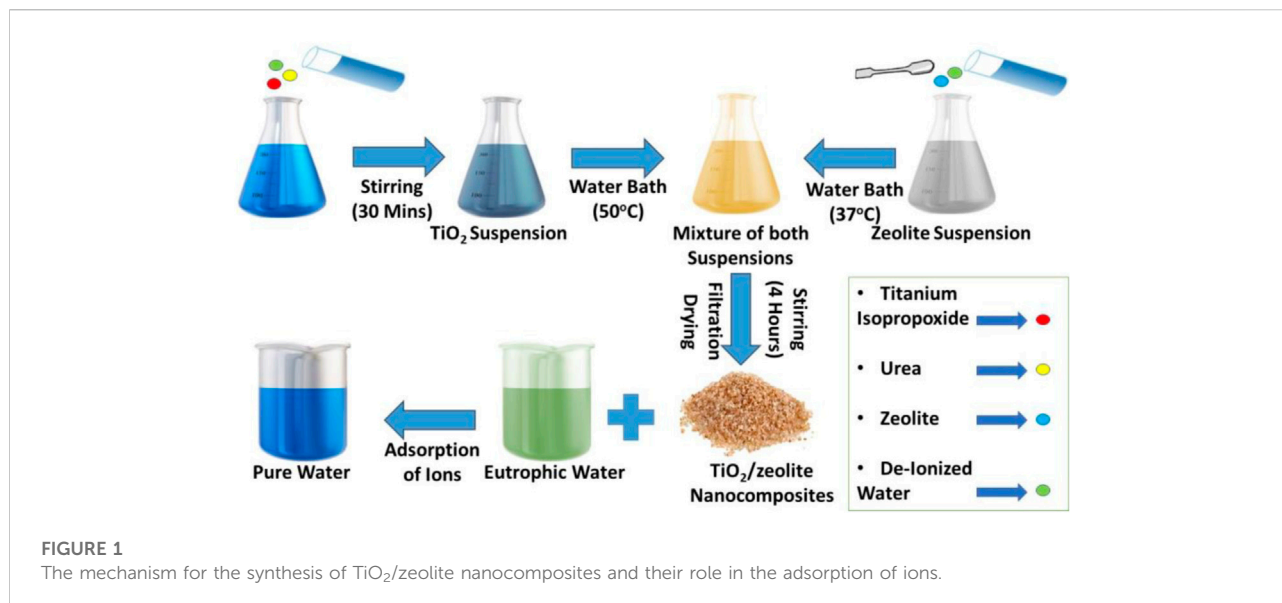 Stirring
(30 Mins)
TiO₂ Suspension
Water Bath
(50°C)
Mixture of both
Suspensions
Water Bath
(37°C)
Zeolite Suspension
Stirring
(4 Hours)
Filtration
Drying
• Titanium
Isopropoxide
• Urea
• Zeolite
• De-Ionized
Water
Pure Water
Adsorption
of Ions
Eutrophic Water
TiO₂/zeolite
Nanocomposites
FIGURE 1
The mechanism for the synthesis of TiO₂/zeolite nanocomposites and their role in the adsorption of ions.